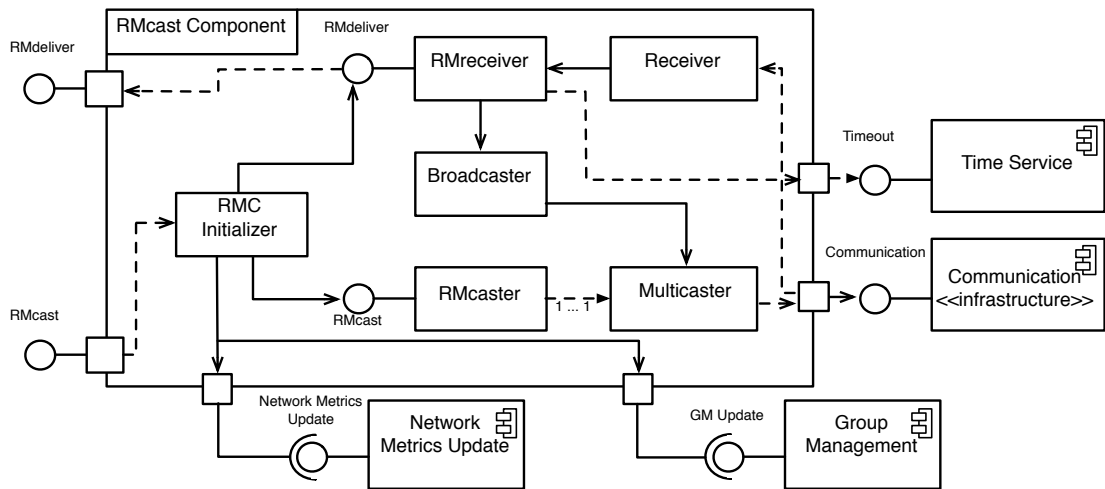 RMcast Component
RMdeliver
RMdeliver
RMreceiver
Receiver
Timeout
Time Service
Broadcaster
RMC
Initializer
Communication
Communication
<<infrastructure>>
RMcast
RMcast
RMcaster
1 ... 1
Multicaster
Network Metrics
Update
Network
Metrics Update
GM Update
Group
Management